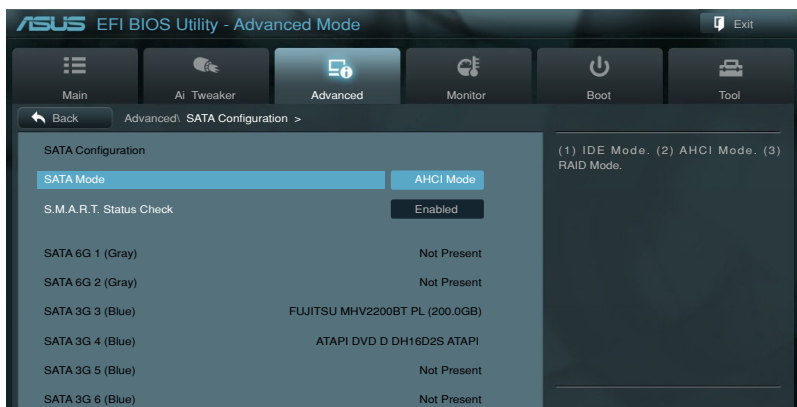 ASUS EFI BIOS Utility - Advanced Mode
Exit
Main Ai Tweaker Advanced Monitor Boot Tool
Back Advanced\ SATA Configuration >
SATA Configuration
SATA Mode AHCI Mode
S.M.A.R.T. Status Check Enabled
SATA 6G 1 (Gray) Not Present
SATA 6G 2 (Gray) Not Present
SATA 3G 3 (Blue) FUJITSU MHV2200BT PL (200.0GB)
SATA 3G 4 (Blue) ATAPI DVD D DH16D2S ATAPI
SATA 3G 5 (Blue) Not Present
SATA 3G 6 (Blue) Not Present
(1) IDE Mode. (2) AHCI Mode. (3)
RAID Mode.